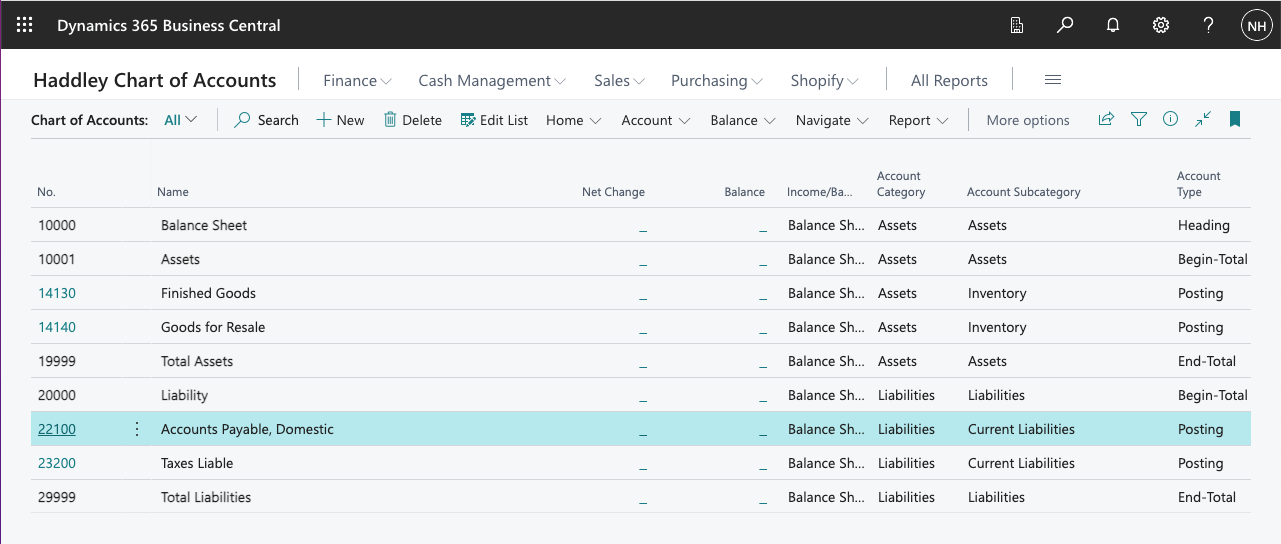 Dynamics 365 Business Central NH
Haddley Chart of Accounts Finance Cash Management Sales Purchasing Shopify All Reports
Chart of Accounts: All Search New Delete Edit List Home Account Balance Navigate Report More options
No. Name Net Change Balance Income/Ba... Account Category Account Subcategory Account Type
10000 Balance Sheet _ _ Balance Sh... Assets Assets Heading
10001 Assets _ _ Balance Sh... Assets Assets Begin-Total
14130 Finished Goods _ _ Balance Sh... Assets Inventory Posting
14140 Goods for Resale _ _ Balance Sh... Assets Inventory Posting
19999 Total Assets _ _ Balance Sh... Assets Assets End-Total
20000 Liability _ _ Balance Sh... Liabilities Liabilities Begin-Total
22100 Accounts Payable, Domestic _ _ Balance Sh... Liabilities Current Liabilities Posting
23200 Taxes Liable _ _ Balance Sh... Liabilities Current Liabilities Posting
29999 Total Liabilities _ _ Balance Sh... Liabilities Liabilities End-Total